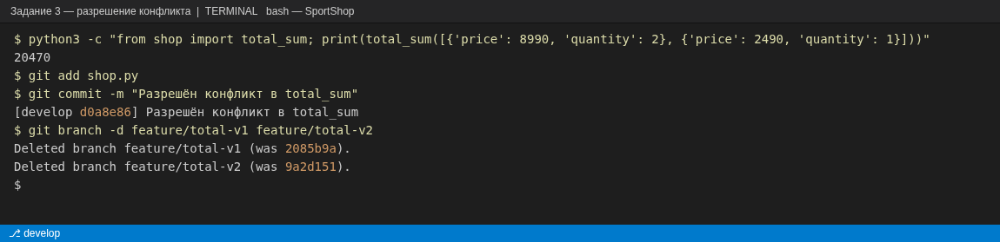 Задание 3 — разрешение конфликта | TERMINAL bash — SportShop
$ python3 -c "from shop import total_sum; print(total_sum([{'price': 8990, 'quantity': 2}, {'price': 2490, 'quantity': 1}]))"
20470
$ git add shop.py
$ git commit -m "Разрешён конфликт в total_sum"
[develop d0a8e86] Разрешён конфликт в total_sum
$ git branch -d feature/total-v1 feature/total-v2
Deleted branch feature/total-v1 (was 2085b9a).
Deleted branch feature/total-v2 (was 9a2d151).
$
⎇ develop